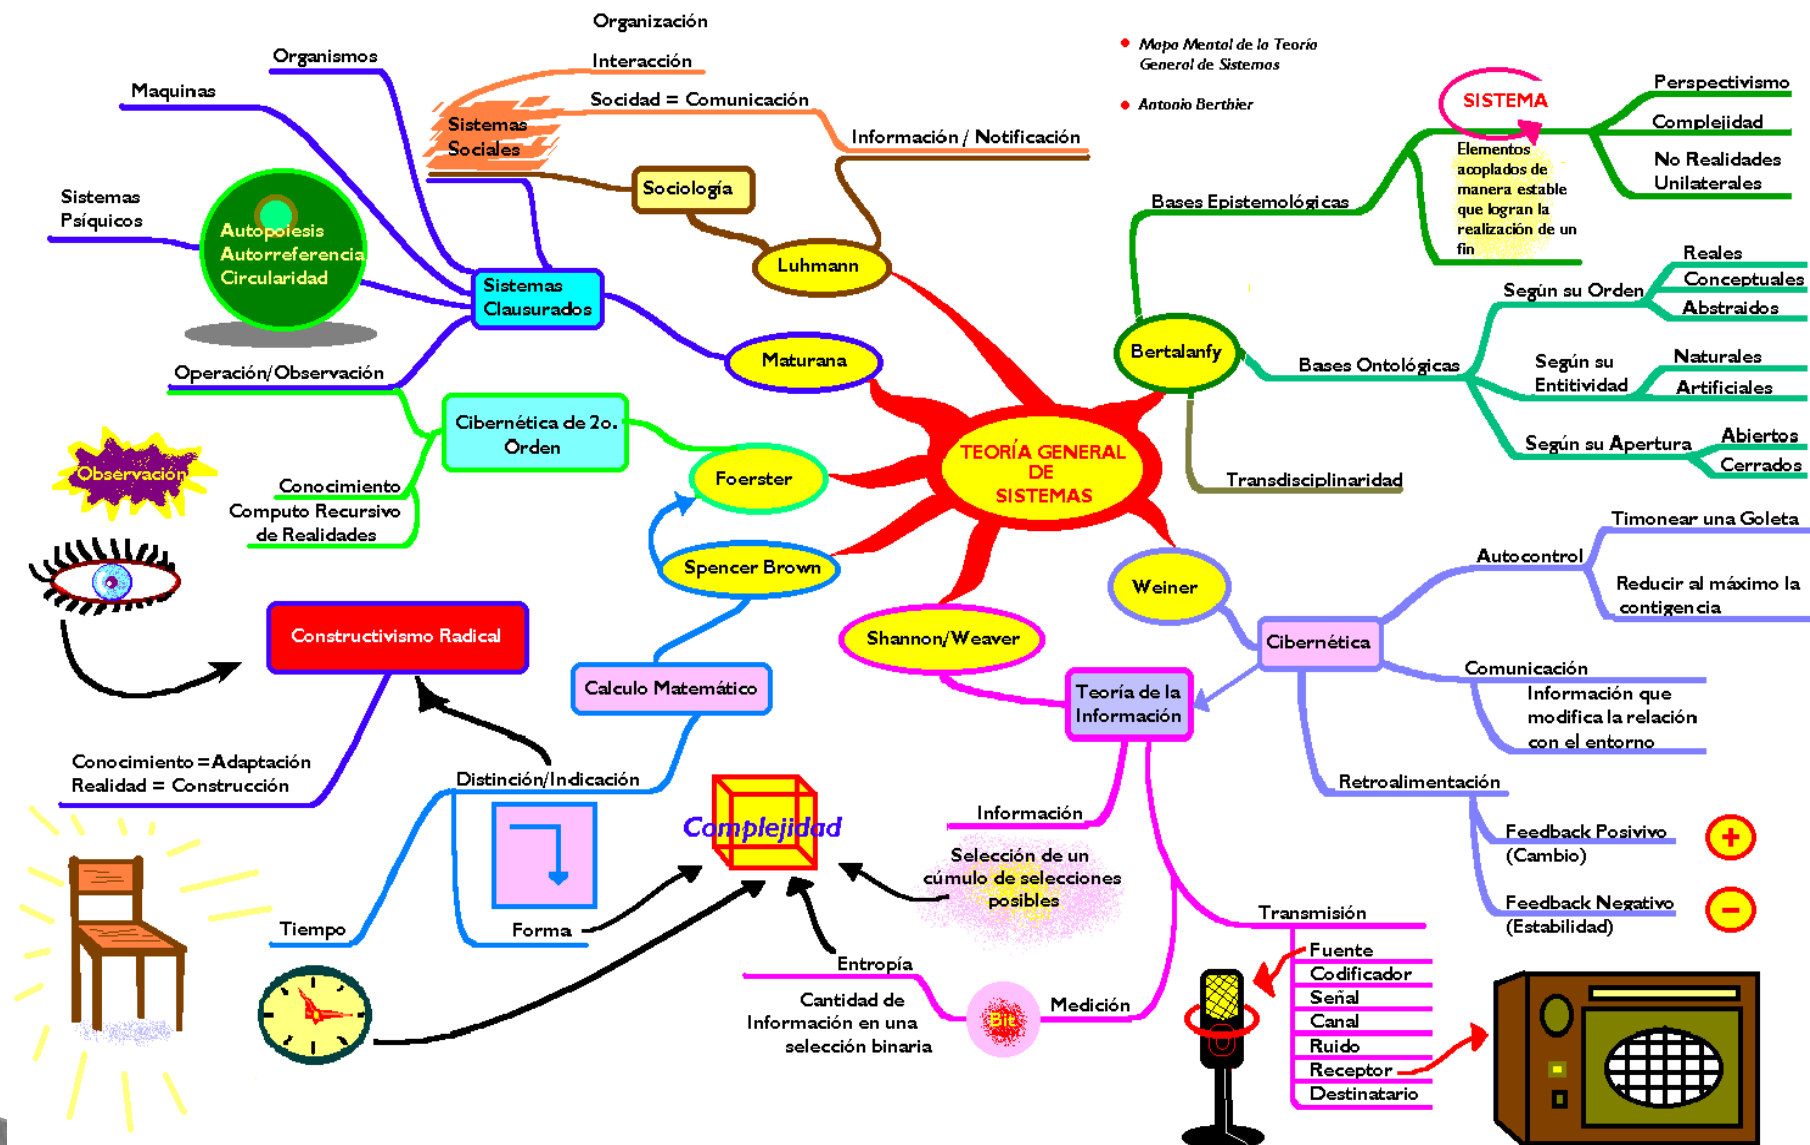 Organización
Organismos
Interacción
Maquinas
Socidad = Comunicación
Sistemas
Sociales
Información / Notificación
Sociología
Sistemas
Psíquicos
Autopoiesis
Autorreferencia
Circularidad
Luhmann
Sistemas
Clausurados
Maturana
Operación/Observación
Cibernética de 2o.
Orden
Observación
Foerster
Conocimiento
Computo Recursivo
de Realidades
Spencer Brown
Constructivismo Radical
Calculo Matemático
Conocimiento =Adaptación
Realidad = Construcción
Distinción/Indicación
Tiempo
Forma
Complejidad
TEORÍA GENERAL
DE
SISTEMAS
Mapa Mental de la Teoría
General de Sistemas
Antonio Berthier
SISTEMA
Perspectivismo
Complejidad
No Realidades
Unilaterales
Elementos
acoplados de
manera estable
que logran la
realización de un
fin
Bases Epistemológicas
Bertalanfy
Bases Ontológicas
Según su Orden
Reales
Conceptuales
Abstraidos
Según su
Entitividad
Naturales
Artificiales
Según su Apertura
Abiertos
Cerrados
Transdisciplinaridad
Weiner
Cibernética
Autocontrol
Timonear una Goleta
Reducir al máximo la
contigencia
Comunicación
Información que
modifica la relación
con el entorno
Retroalimentación
Feedback Posivivo
(Cambio)
+
Feedback Negativo
(Estabilidad)
−
Shannon/Weaver
Teoría de la
Información
Información
Selección de un
cúmulo de selecciones
posibles
Entropía
Cantidad de
Información en una
selección binaria
Bit
Medición
Transmisión
Fuente
Codificador
Señal
Canal
Ruido
Receptor
Destinatario